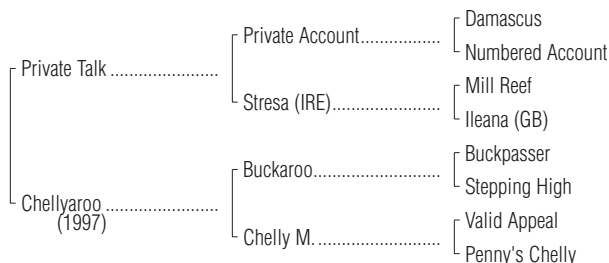 Damascus
Private Account....................
Numbered Account
Private Talk ...........................
Mill Reef
Stresa (IRE)...........................
Ileana (GB)
Buckpasser
Buckaroo...............................
Stepping High
Chellyaroo ............................
(1997)
Valid Appeal
Chelly M. ..............................
Penny's Chelly